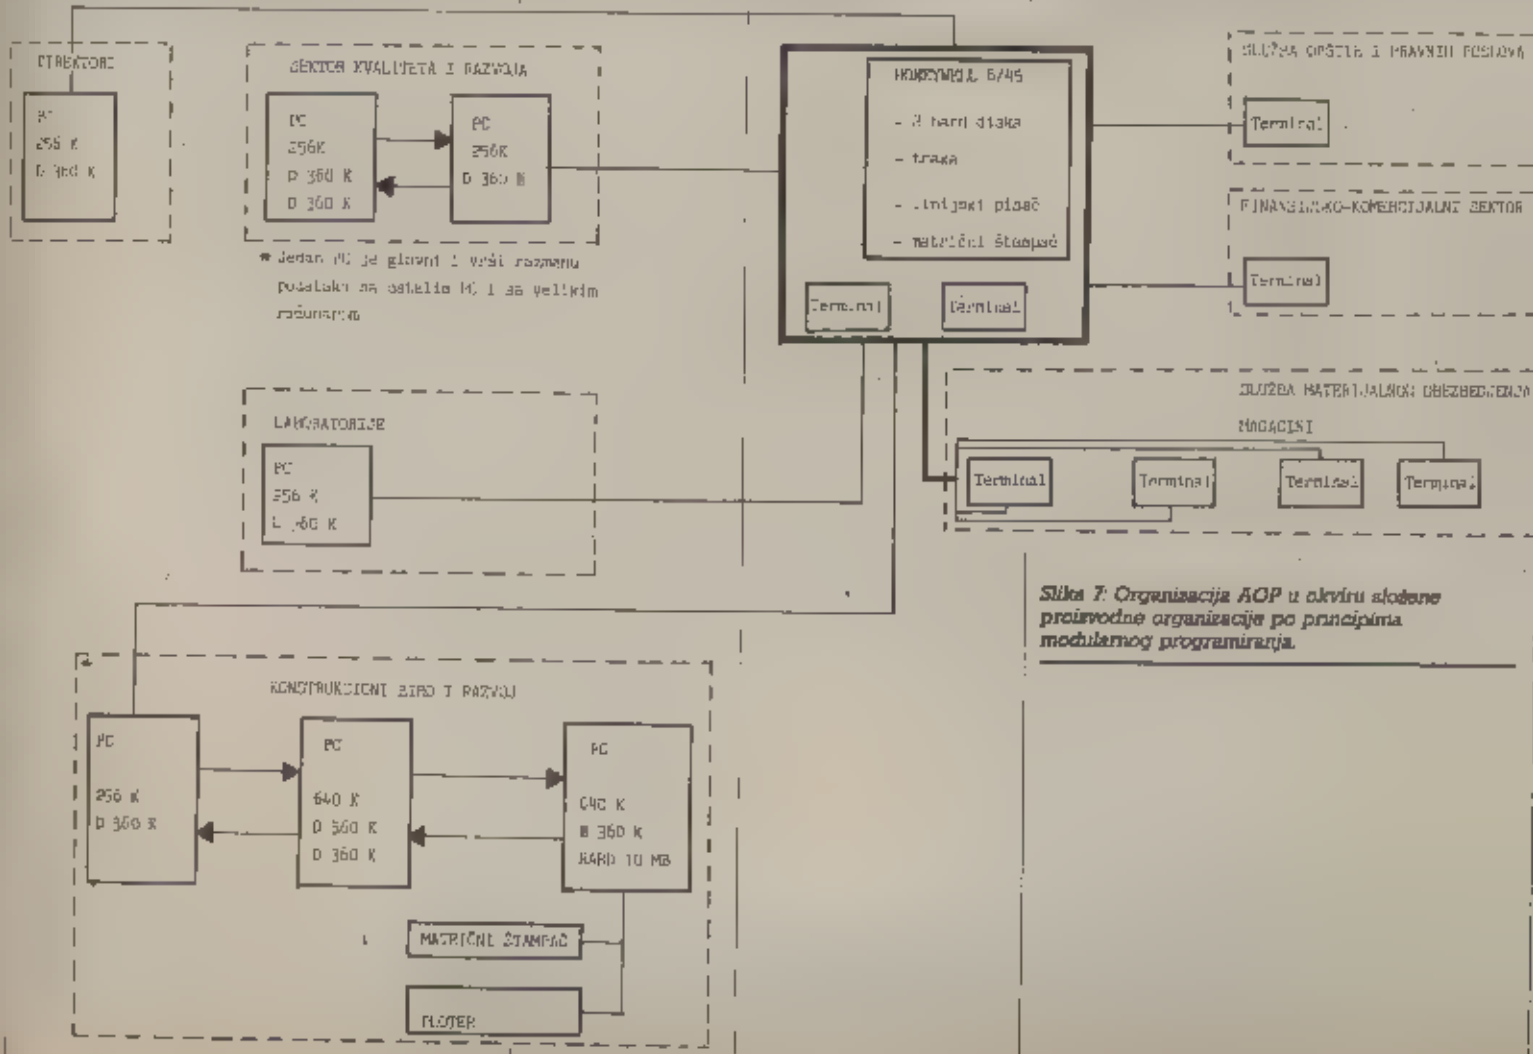 DIREKTORI
PC
256 K
D 360 K
SEKTOR KVALITETA I RAZVOJA
PC
256K
D 360 K
D 360 K
PC
256K
D 360 K
* Jedan PC je glavni i vrši razmenu
podataka sa ostalim PC i sa velikim
računarom
HONEYWELL 6/45
- 2 hard diska
- traka
- linijski pisač
- matrični štampač
Terminal
Terminal
SLUŽBA OPŠTIH I PRAVNIH POSLOVA
Terminal
FINANSIJSKO-KOMERCIJALNI SEKTOR
Terminal
SLUŽBA MATERIJALNOG OBEZBEDJENJA
MAGACINI
Terminal
Terminal
Terminal
Terminal
LABORATORIJE
PC
256 K
D 360 K
Slika 7: Organizacija AOP u okviru složene
proizvodne organizacije po principima
modularnog programiranja.
KONSTRUKCIONI BIRO I RAZVOJ
PC
256 K
D 360 K
PC
640 K
D 360 K
D 360 K
PC
640 K
D 360 K
HARD 10 MB
MATRIČNI ŠTAMPAČ
PLOTER